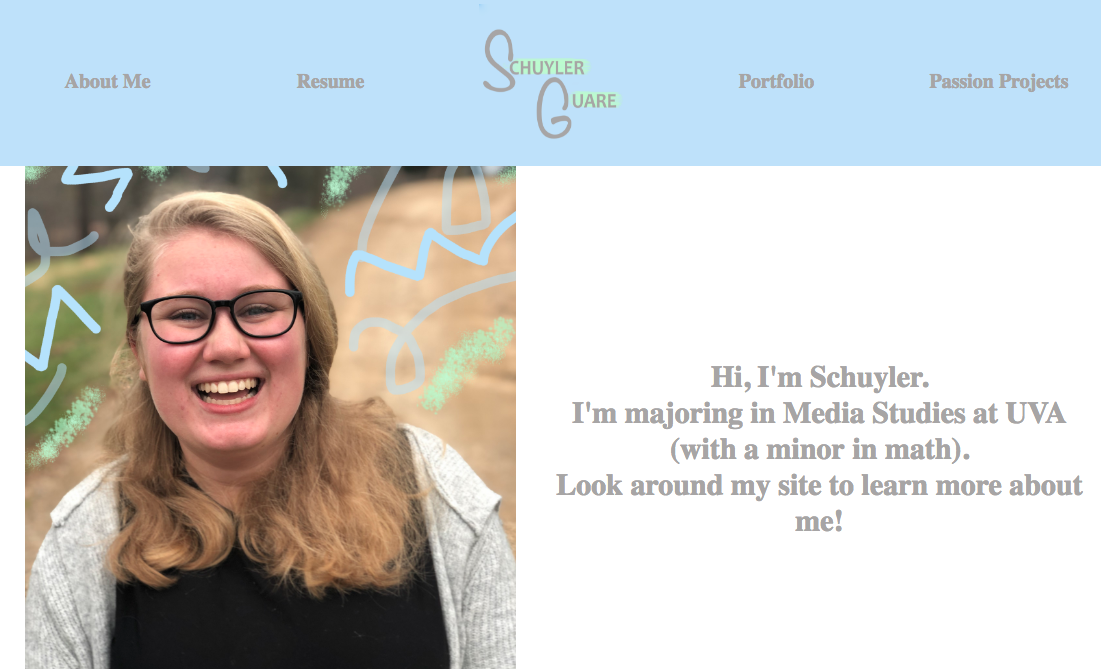 About Me
Resume
SCHUYLER
GUARE
Portfolio
Passion Projects
Hi, I'm Schuyler.
I'm majoring in Media Studies at UVA
(with a minor in math).
Look around my site to learn more about
me!